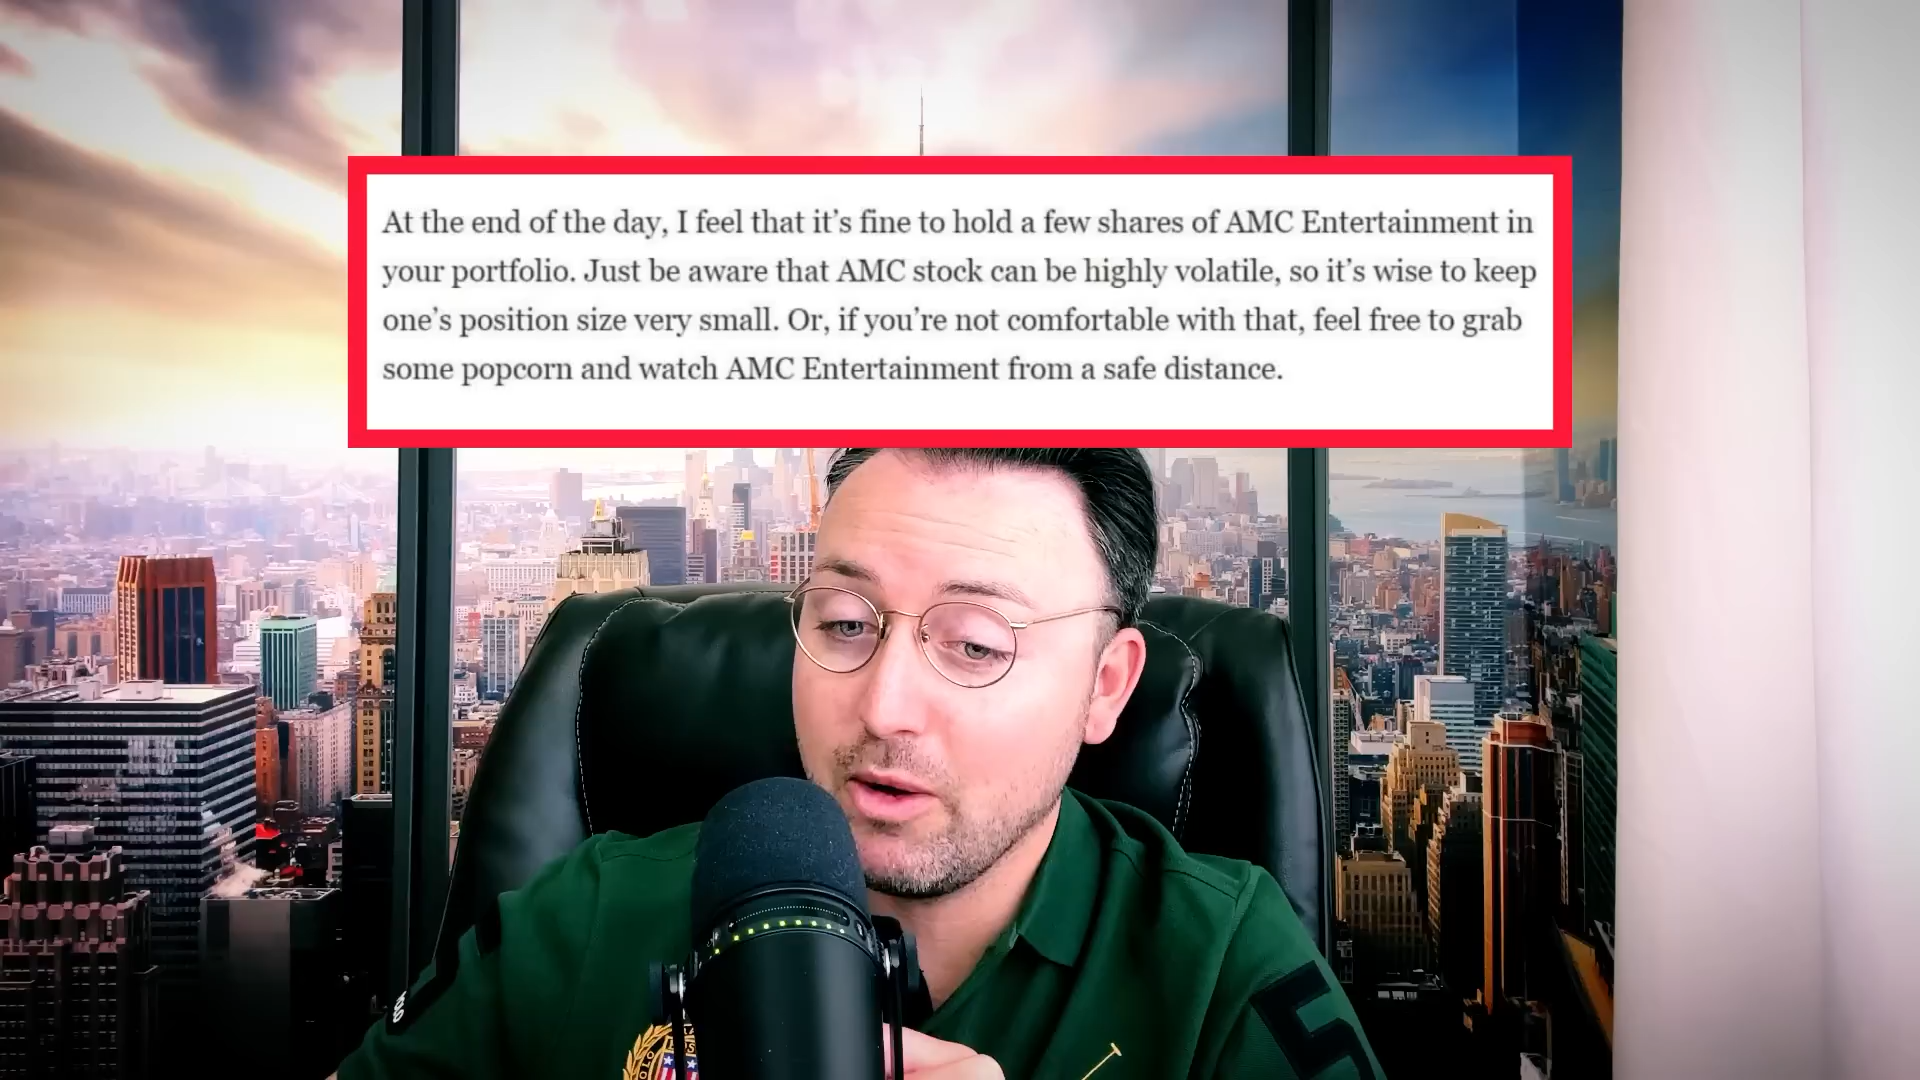 At the end of the day, I feel that it’s fine to hold a few shares of AMC Entertainment in
your portfolio. Just be aware that AMC stock can be highly volatile, so it’s wise to keep
one’s position size very small. Or, if you’re not comfortable with that, feel free to grab
some popcorn and watch AMC Entertainment from a safe distance.
5